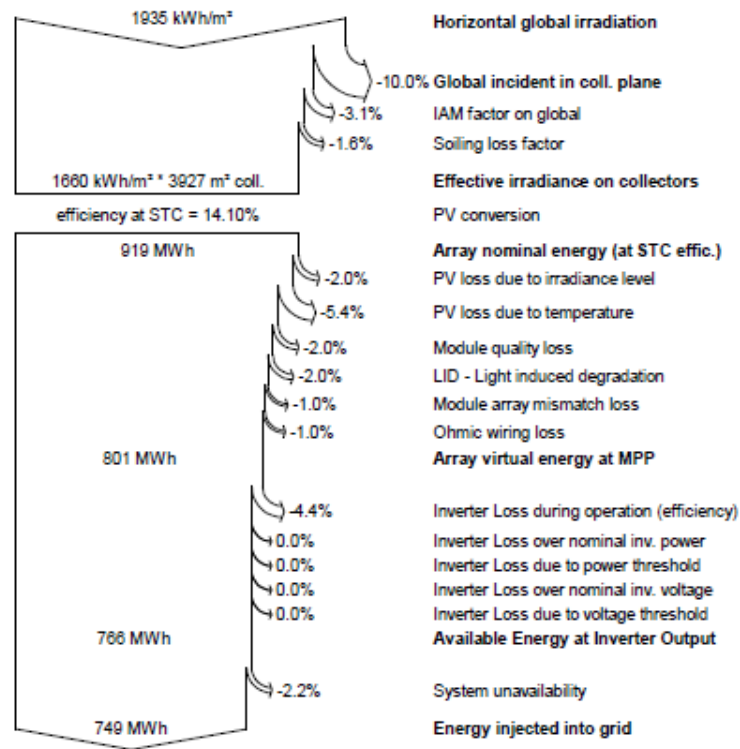 1935 kWh/m² Horizontal global irradiation
-10.0% Global incident in coll. plane
-3.1% IAM factor on global
-1.6% Soiling loss factor
1660 kWh/m² * 3927 m² coll. Effective irradiance on collectors
efficiency at STC = 14.10% PV conversion
919 MWh Array nominal energy (at STC effic.)
-2.0% PV loss due to irradiance level
-5.4% PV loss due to temperature
-2.0% Module quality loss
-2.0% LID - Light induced degradation
-1.0% Module array mismatch loss
-1.0% Ohmic wiring loss
801 MWh Array virtual energy at MPP
-4.4% Inverter Loss during operation (efficiency)
0.0% Inverter Loss over nominal inv. power
0.0% Inverter Loss due to power threshold
0.0% Inverter Loss over nominal inv. voltage
0.0% Inverter Loss due to voltage threshold
766 MWh Available Energy at Inverter Output
-2.2% System unavailability
749 MWh Energy injected into grid